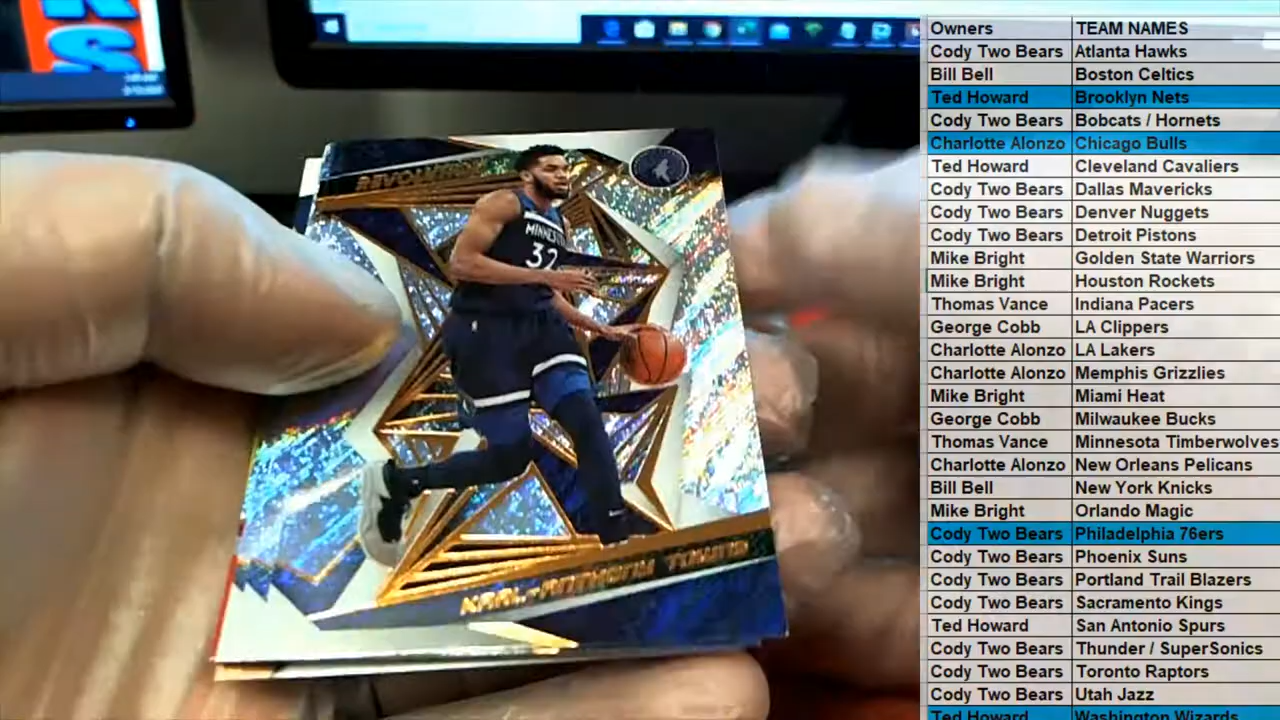 KS
REVOLUTION
MINNESOTA
32
KARL-ANTHONY TOWNS
Owners TEAM NAMES
Cody Two Bears Atlanta Hawks
Bill Bell Boston Celtics
Ted Howard Brooklyn Nets
Cody Two Bears Bobcats / Hornets
Charlotte Alonzo Chicago Bulls
Ted Howard Cleveland Cavaliers
Cody Two Bears Dallas Mavericks
Cody Two Bears Denver Nuggets
Cody Two Bears Detroit Pistons
Mike Bright Golden State Warriors
Mike Bright Houston Rockets
Thomas Vance Indiana Pacers
George Cobb LA Clippers
Charlotte Alonzo LA Lakers
Charlotte Alonzo Memphis Grizzlies
Mike Bright Miami Heat
George Cobb Milwaukee Bucks
Thomas Vance Minnesota Timberwolves
Charlotte Alonzo New Orleans Pelicans
Bill Bell New York Knicks
Mike Bright Orlando Magic
Cody Two Bears Philadelphia 76ers
Cody Two Bears Phoenix Suns
Cody Two Bears Portland Trail Blazers
Cody Two Bears Sacramento Kings
Ted Howard San Antonio Spurs
Cody Two Bears Thunder / SuperSonics
Cody Two Bears Toronto Raptors
Cody Two Bears Utah Jazz
Ted Howard Washington Wizards